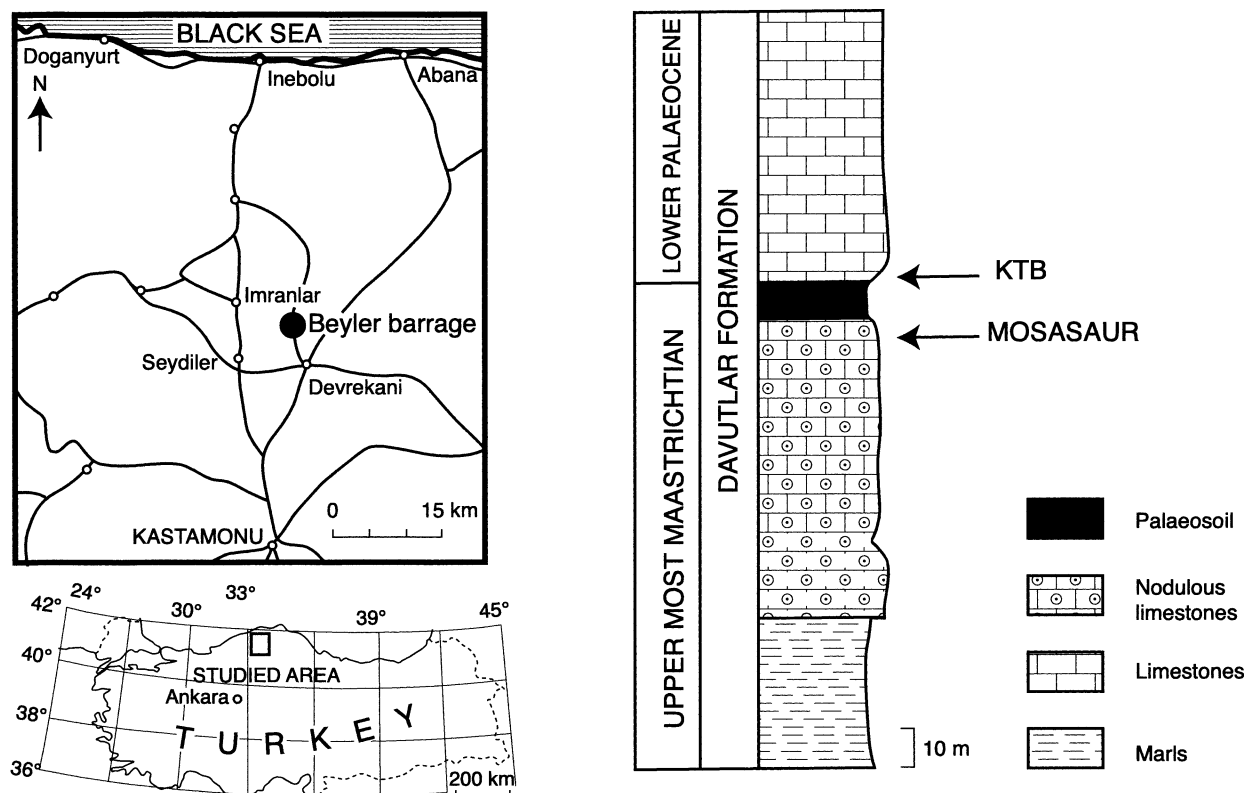 BLACK SEA
Doganyurt
Inebolu
Abana
N
Imranlar
Beyler barrage
Seydiler
Devrekani
0 15 km
KASTAMONU
42° 24° 30° 33° 39° 45°
40°
38°
36°
STUDIED AREA
Ankara
TURKEY
200 km
LOWER PALAEOCENE
UPPER MOST MAASTRICHTIAN
DAVUTLAR FORMATION
KTB
MOSASAUR
10 m
Palaeosoil
Nodulous
limestones
Limestones
Marls